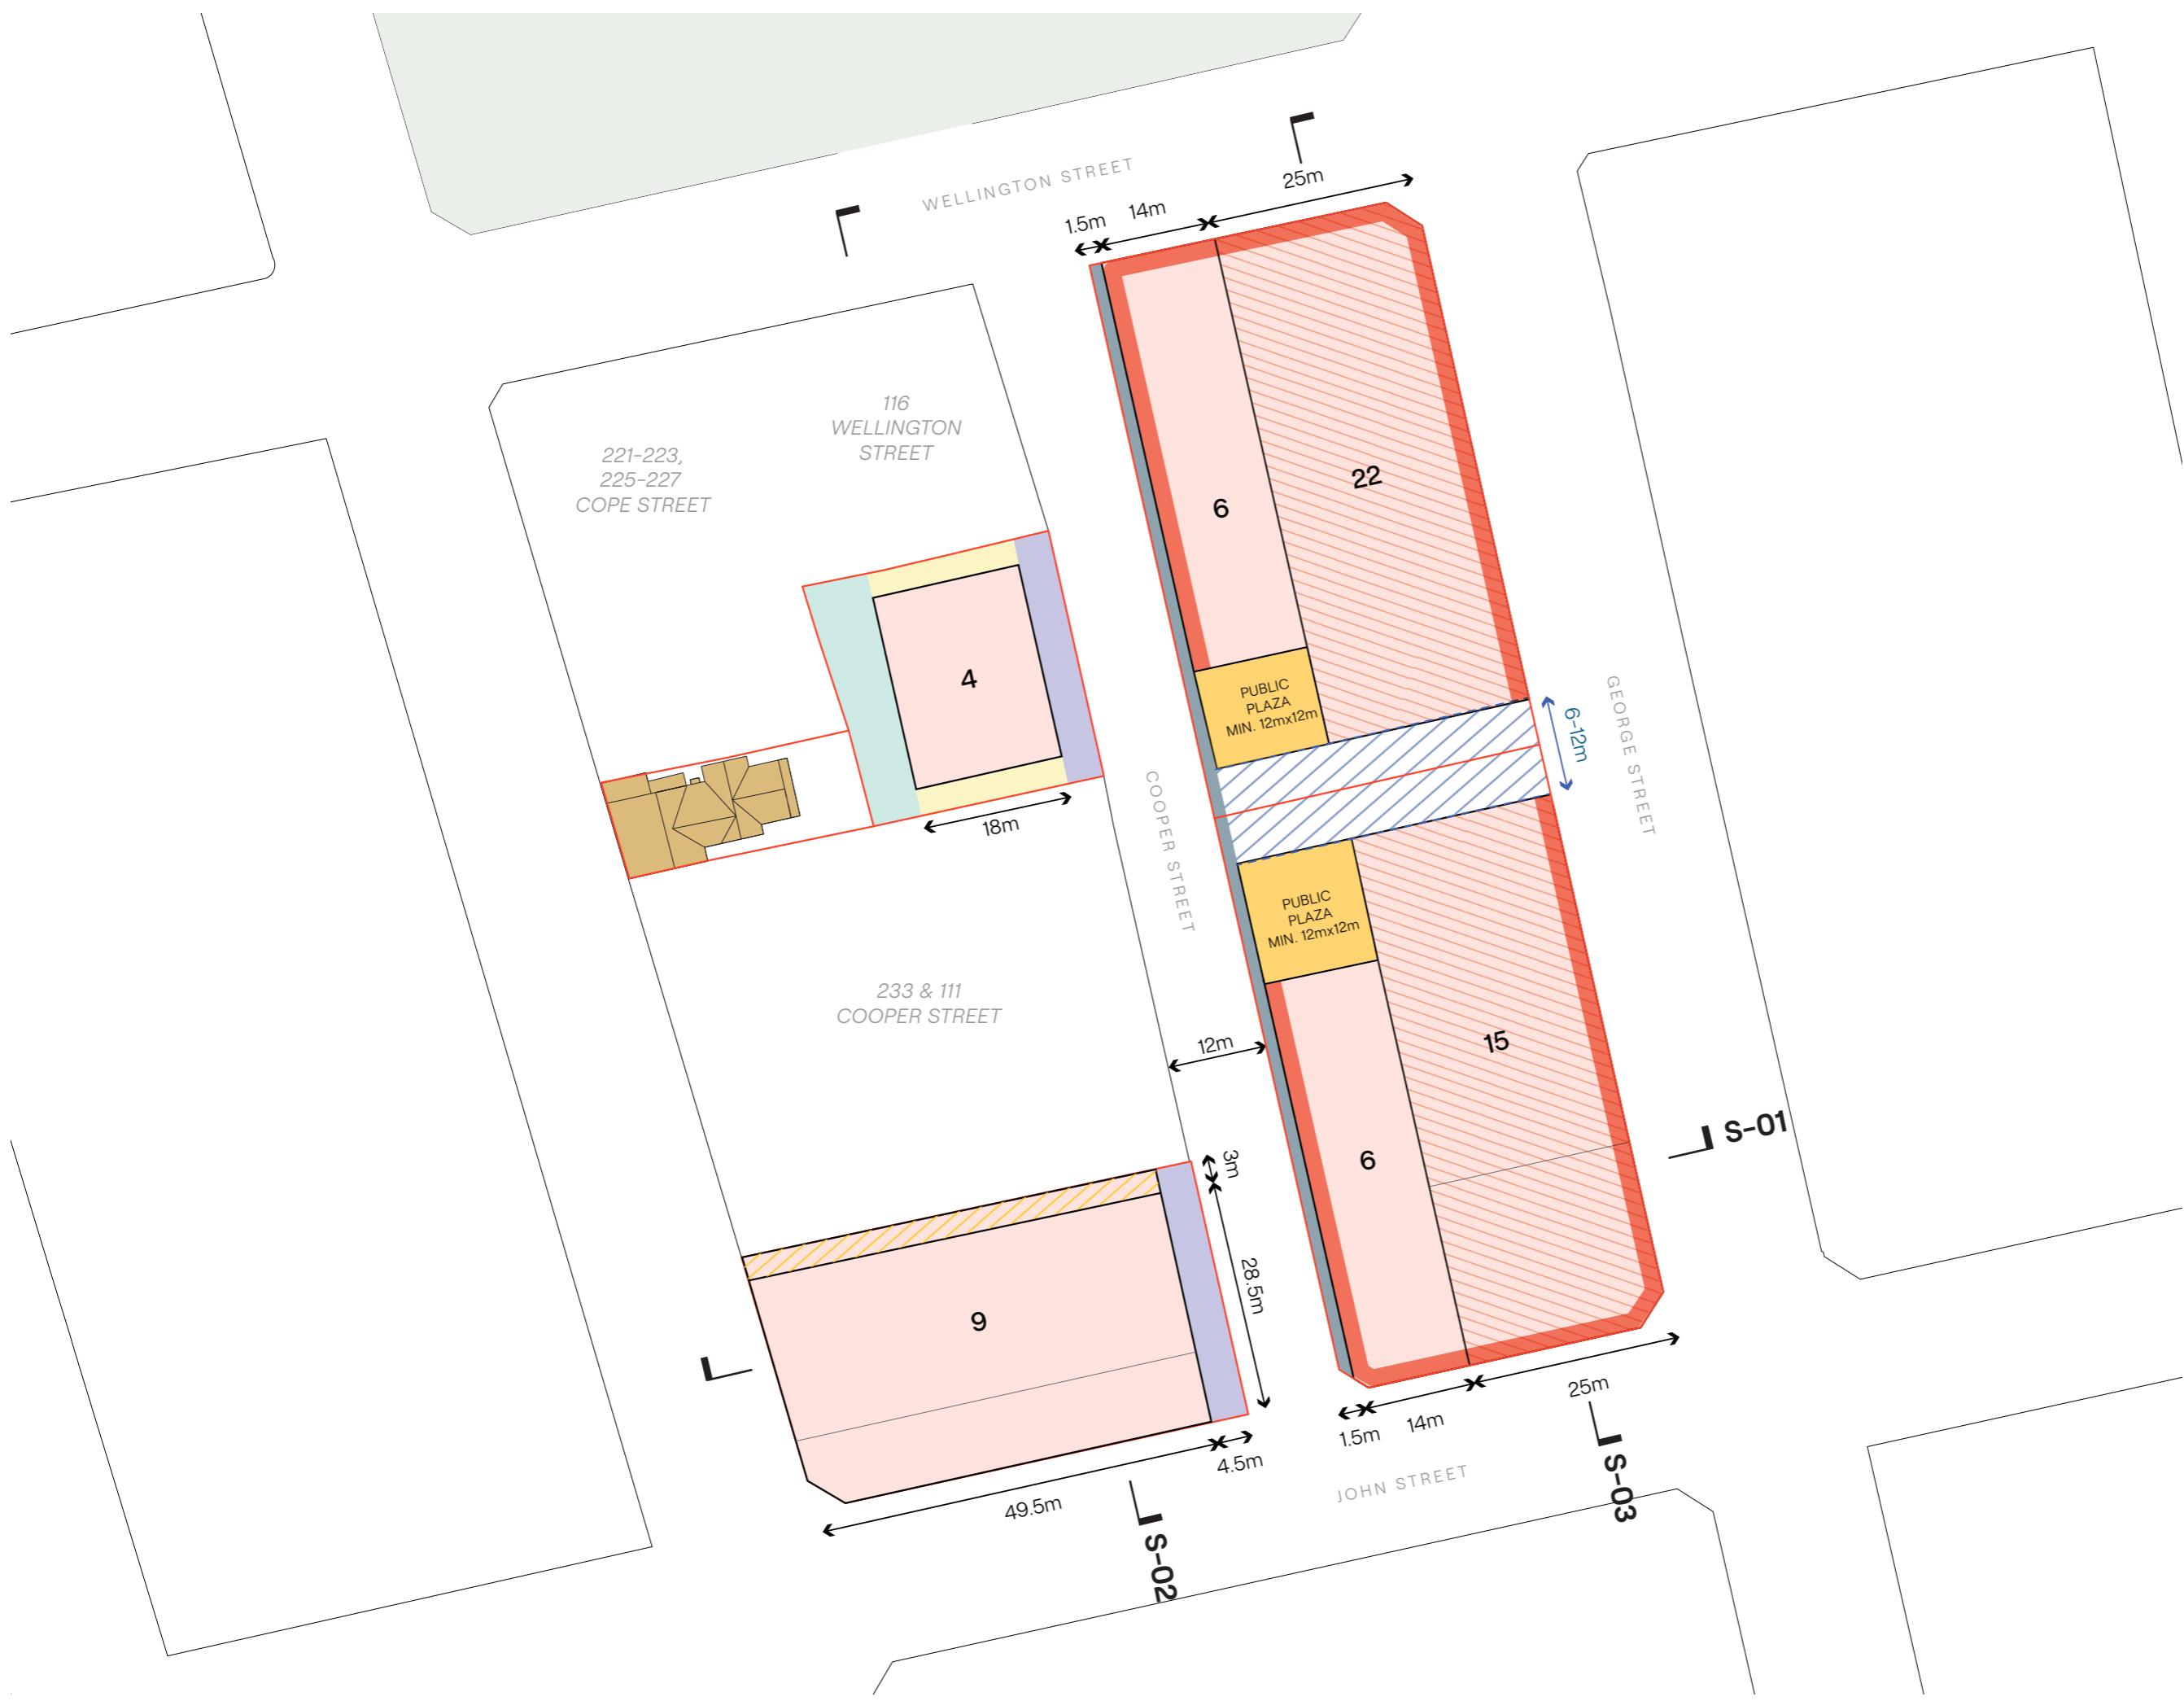 WELLINGTON STREET
25m
14m
1.5m
116
WELLINGTON
STREET
221-223,
225-227
COPE STREET
22
6
4
PUBLIC
PLAZA
MIN. 12mx12m
6-12m
GEORGE STREET
18m
COOPER STREET
PUBLIC
PLAZA
MIN. 12mx12m
233 & 111
COOPER STREET
12m
15
S-01
3m
6
28.5m
9
25m
14m
1.5m
4.5m
JOHN STREET
49.5m
S-03
S-02